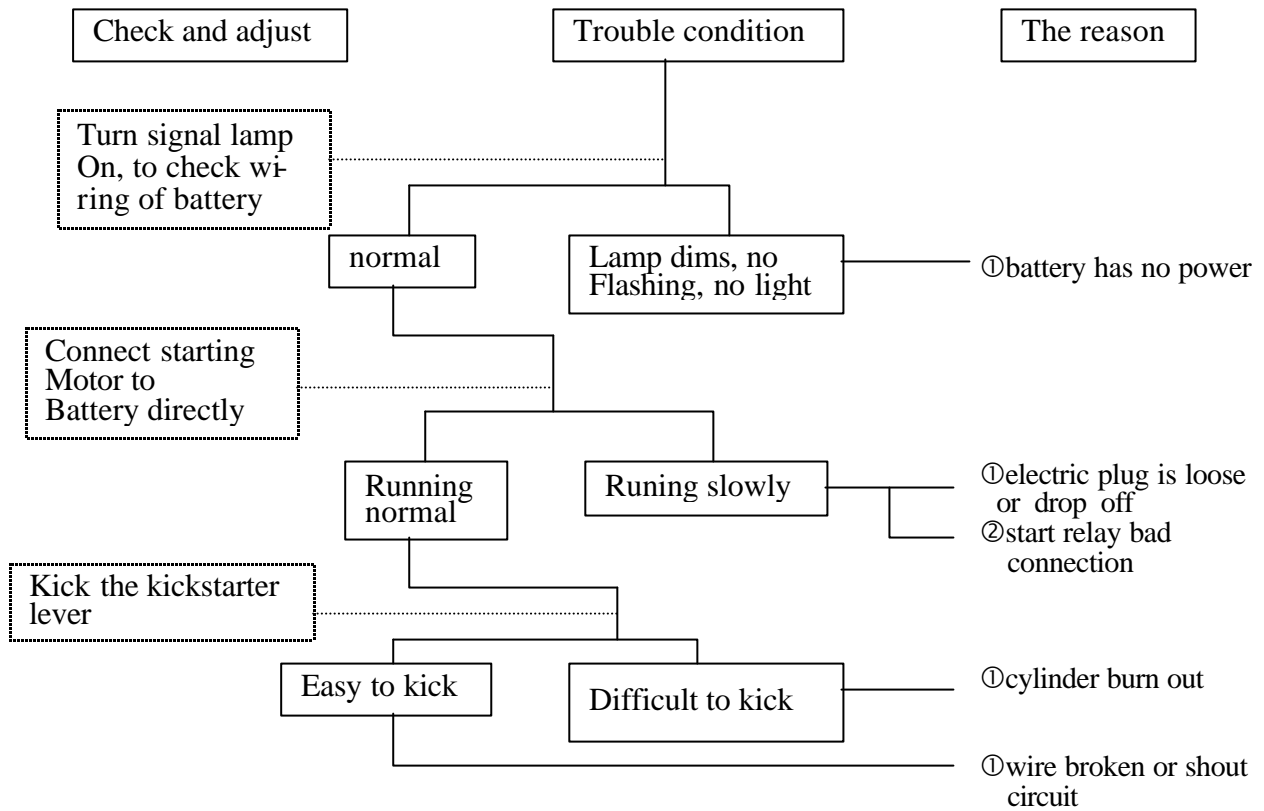 Check and adjust
Trouble condition
The reason
Turn signal lamp
On, to check wi-
ring of battery
normal
Lamp dims, no
Flashing, no light
①battery has no power
Connect starting
Motor to
Battery directly
Running
normal
Runing slowly
①electric plug is loose
or drop off
②start relay bad
connection
Kick the kickstarter
lever
Easy to kick
Difficult to kick
①cylinder burn out
①wire broken or shout
circuit